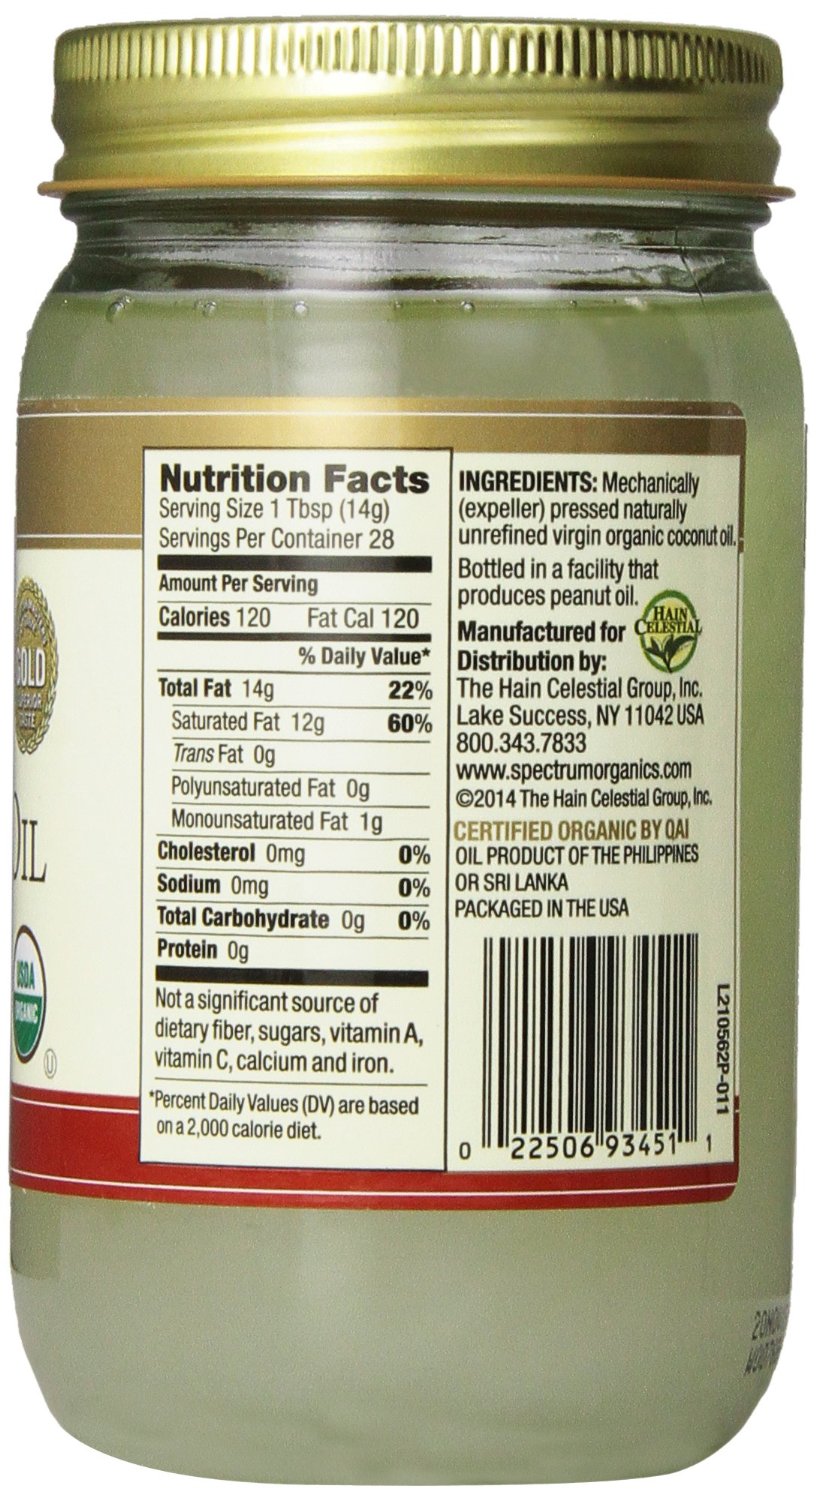 Nutrition Facts
Serving Size 1 Tbsp (14g)
Servings Per Container 28
Amount Per Serving
Calories 120 Fat Cal 120
% Daily Value*
Total Fat 14g 22%
Saturated Fat 12g 60%
Trans Fat 0g
Polyunsaturated Fat 0g
Monounsaturated Fat 1g
Cholesterol 0mg 0%
Sodium 0mg 0%
Total Carbohydrate 0g 0%
Protein 0g
Not a significant source of
dietary fiber, sugars, vitamin A,
vitamin C, calcium and iron.
*Percent Daily Values (DV) are based
on a 2,000 calorie diet.
INGREDIENTS: Mechanically
(expeller) pressed naturally
unrefined virgin organic coconut oil.
Bottled in a facility that
produces peanut oil.
HAIN
CELESTIAL
Manufactured for
Distribution by:
The Hain Celestial Group, Inc.
Lake Success, NY 11042 USA
800.343.7833
www.spectrumorganics.com
©2014 The Hain Celestial Group, Inc.
CERTIFIED ORGANIC BY QAI
OIL PRODUCT OF THE PHILIPPINES
OR SRI LANKA
PACKAGED IN THE USA
L210562P-011
0 22506 93451 1
GOLD
SUPERIOR
TASTE
OIL
USDA
ORGANIC
U